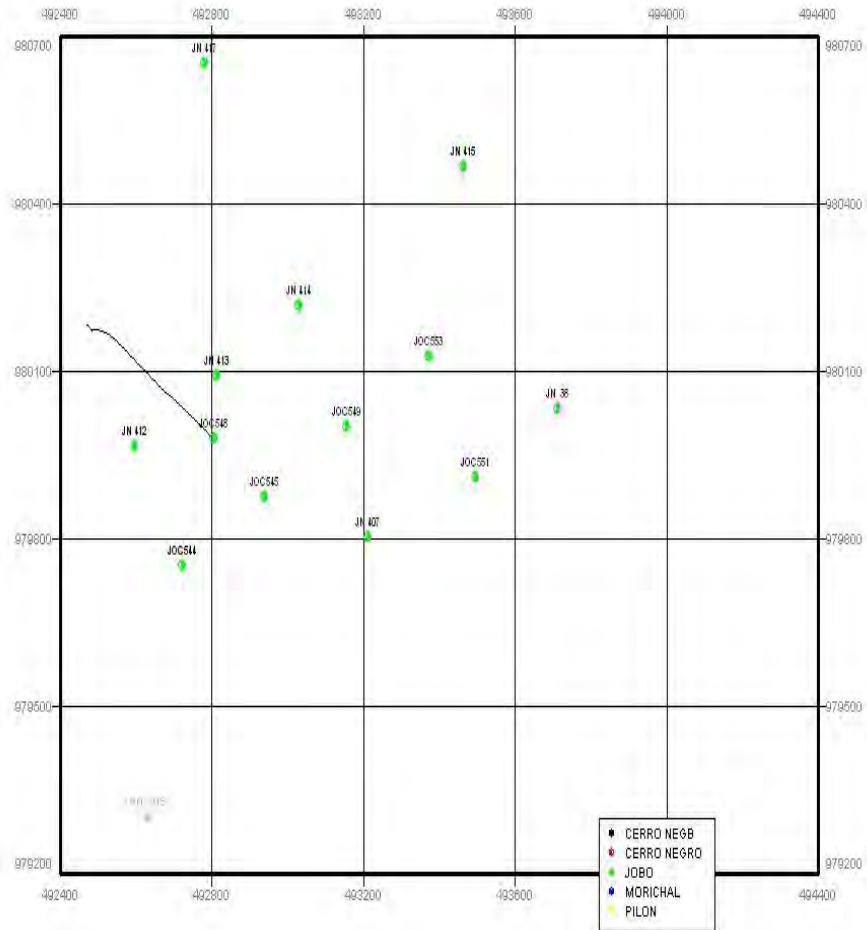 492400 492800 493200 493600 494000 494400
980700 980700
JN 417
JN 415
980400 980400
JN 414
JOC553
JN 413
980100 980100
JN 36
JOC549
JOC548
JN 412
JOC551
JOC545
JN 407
979800 979800
JOC544
979500 979500
979200 979200
492400 492800 493200 493600 494000 494400
CERRO NEGB
CERRO NEGRO
JOBO
MORICHAL
PILON